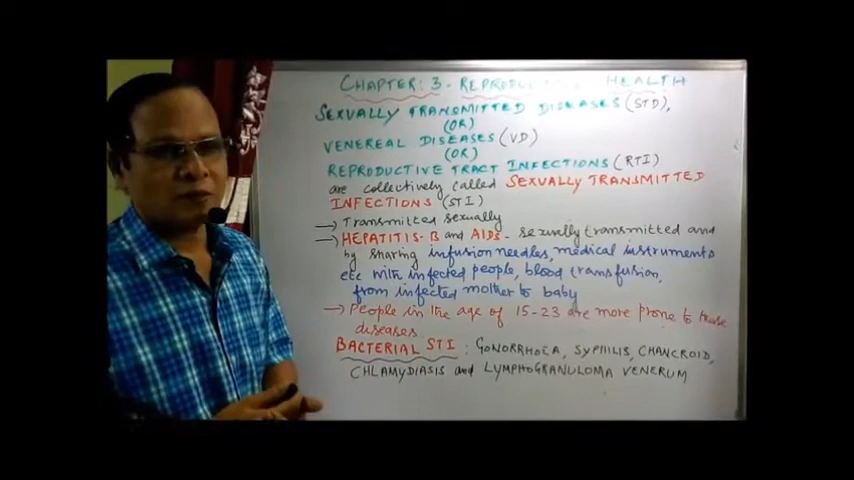 CHAPTER: 3 - REPRODU HEALTH
SEXUALLY TRANSMITTED DISEASES (STD),
(OR)
VENEREAL DISEASES (VD)
(OR)
REPRODUCTIVE TRACT INFECTIONS (RTI)
are collectively called SEXUALLY TRANSMITTED
INFECTIONS (STI)
→ Transmitted sexually
→ HEPATITIS-B and AIDS - sexually transmitted and
by sharing infusion needles, medical instruments
etc with infected people, blood transfusion,
from infected mother to baby
→ People in the age of 15-23 are more prone to these
diseases
BACTERIAL STI : GONORRHOEA, SYPHILIS, CHANCROID,
CHLAMYDIASIS and LYMPHOGRANULOMA VENERUM